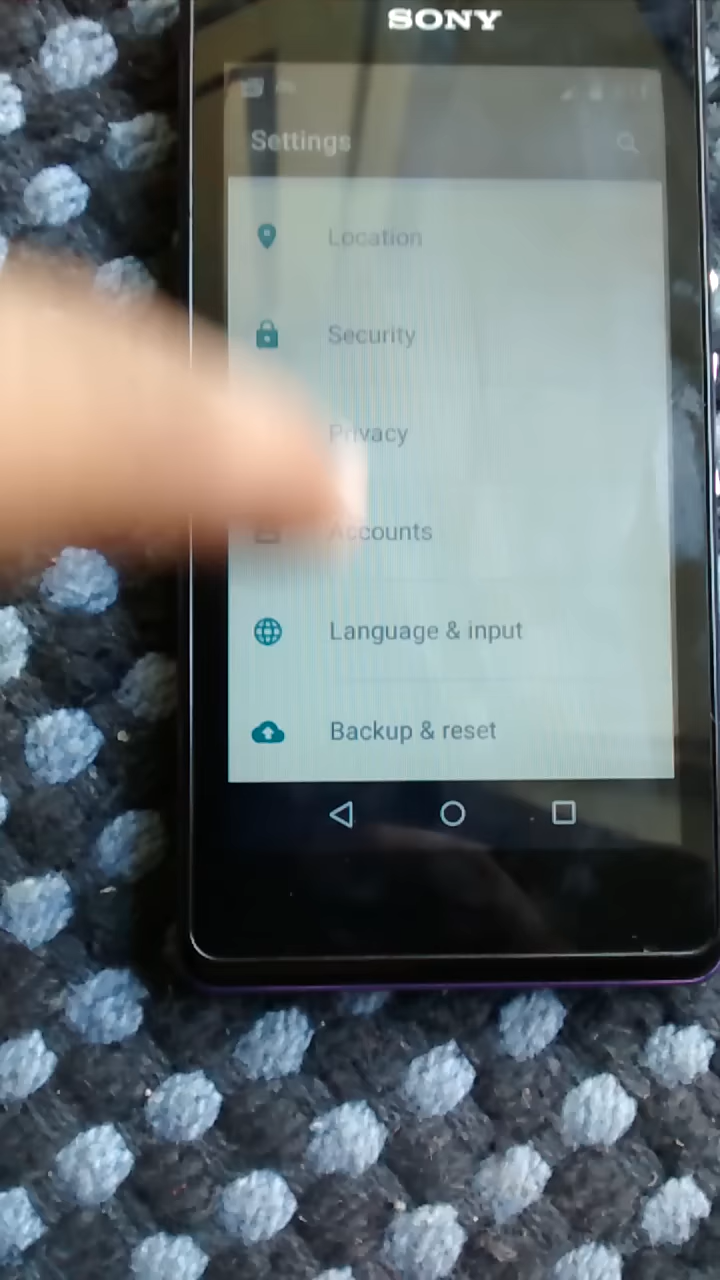 SONY
Settings
Location
Security
Privacy
Accounts
Language & input
Backup & reset